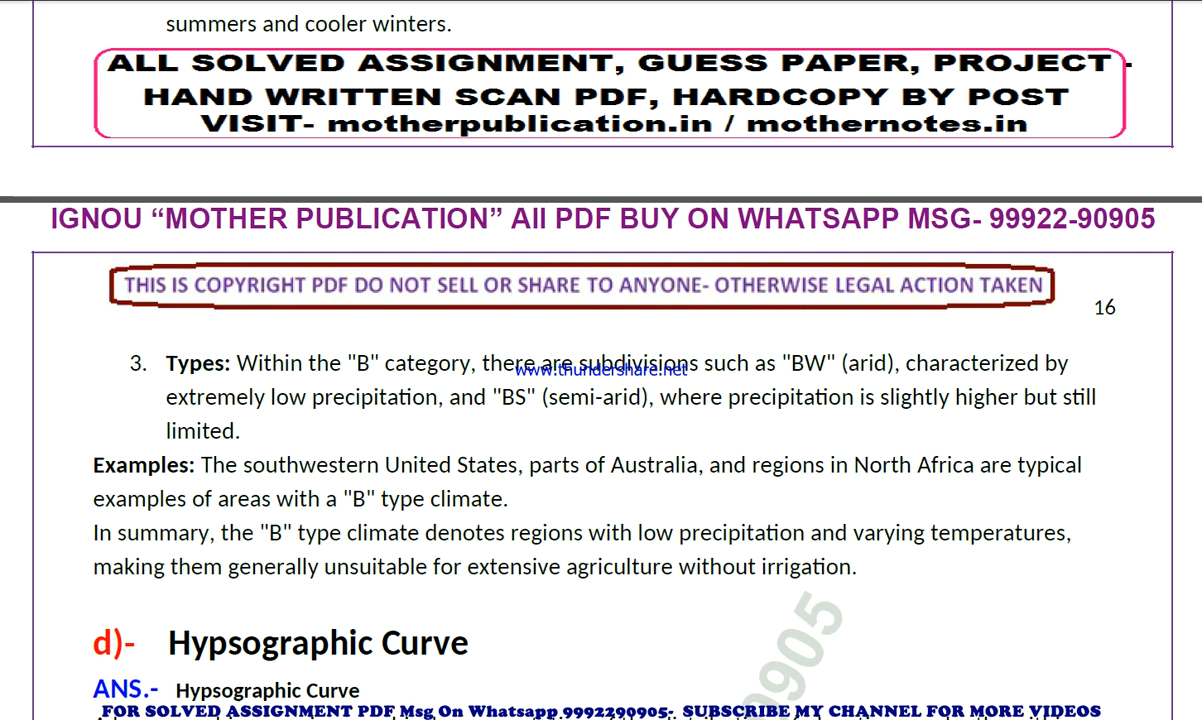 summers and cooler winters.
ALL SOLVED ASSIGNMENT, GUESS PAPER, PROJECT -
HAND WRITTEN SCAN PDF, HARDCOPY BY POST
VISIT- motherpublication.in / mothernotes.in
IGNOU “MOTHER PUBLICATION” All PDF BUY ON WHATSAPP MSG- 99922-90905
THIS IS COPYRIGHT PDF DO NOT SELL OR SHARE TO ANYONE- OTHERWISE LEGAL ACTION TAKEN
16
3. Types: Within the "B" category, there are subdivisions such as "BW" (arid), characterized by
www.thundershare.net
extremely low precipitation, and "BS" (semi-arid), where precipitation is slightly higher but still
limited.
Examples: The southwestern United States, parts of Australia, and regions in North Africa are typical
examples of areas with a "B" type climate.
In summary, the "B" type climate denotes regions with low precipitation and varying temperatures,
making them generally unsuitable for extensive agriculture without irrigation.
d)- Hypsographic Curve
ANS.- Hypsographic Curve
FOR SOLVED ASSIGNMENT PDF Msg On Whatsapp 9992290905-  SUBSCRIBE MY CHANNEL FOR MORE VIDEOS